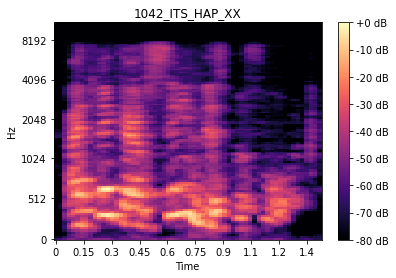 1042_ITS_HAP_XX
+0 dB
8192
-10 dB
4096
-20 dB
-30 dB
2048
Hz
-40 dB
1024
-50 dB
512
-60 dB
-70 dB
0
-80 dB
0 0.15 0.3 0.45 0.6 0.75 0.9 1.1 1.2 1.4
Time